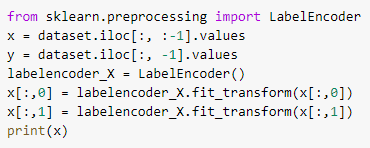 from sklearn.preprocessing import LabelEncoder
x = dataset.iloc[:, :-1].values
y = dataset.iloc[:, -1].values
labelencoder_X = LabelEncoder()
x[:,0] = labelencoder_X.fit_transform(x[:,0])
x[:,1] = labelencoder_X.fit_transform(x[:,1])
print(x)